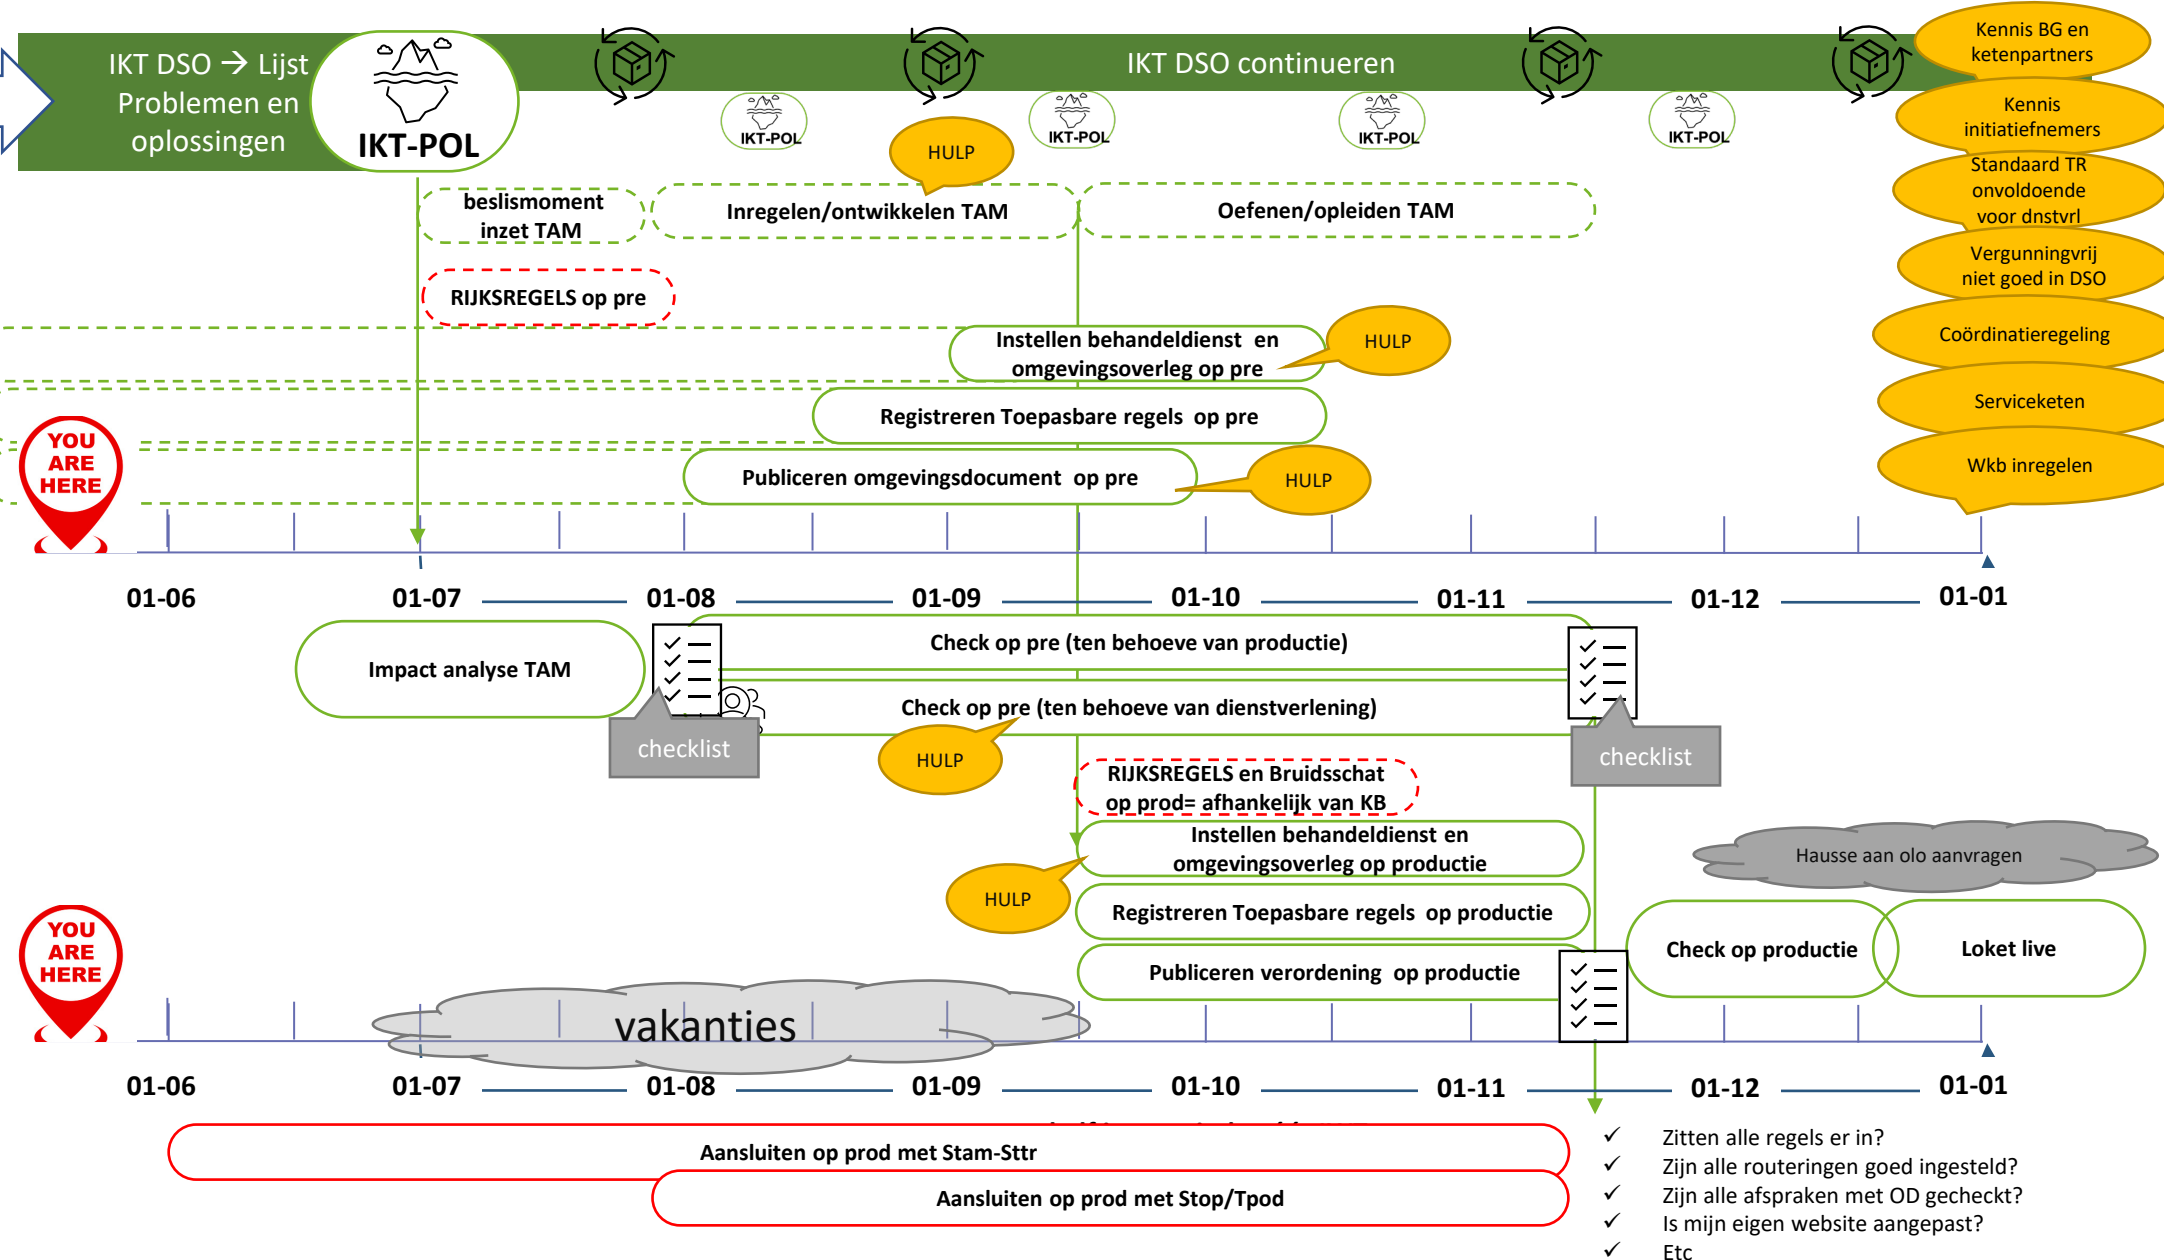 IKT DSO → Lijst
Problemen en
oplossingen
IKT-POL
IKT DSO continueren
IKT-POL
IKT-POL
IKT-POL
IKT-POL
HULP
Kennis BG en
ketenpartners
Kennis
initiatiefnemers
Standaard TR
onvoldoende
voor dnstvrl
Vergunningvrij
niet goed in DSO
Coördinatieregeling
Serviceketen
Wkb inregelen
beslismoment
inzet TAM
Inregelen/ontwikkelen TAM
Oefenen/opleiden TAM
RIJKSREGELS op pre
Instellen behandeldienst en
omgevingsoverleg op pre
HULP
Registreren Toepasbare regels op pre
Publiceren omgevingsdocument op pre
HULP
YOU
ARE
HERE
01-06 01-07 01-08 01-09 01-10 01-11 01-12 01-01
Impact analyse TAM
Check op pre (ten behoeve van productie)
Check op pre (ten behoeve van dienstverlening)
checklist
HULP
checklist
RIJKSREGELS en Bruidsschat
op prod= afhankelijk van KB
Instellen behandeldienst en
omgevingsoverleg op productie
HULP
Registreren Toepasbare regels op productie
Publiceren verordening op productie
Hausse aan olo aanvragen
Check op productie
Loket live
YOU
ARE
HERE
vakanties
01-06 01-07 01-08 01-09 01-10 01-11 01-12 01-01
Aansluiten op prod met Stam-Sttr
Aansluiten op prod met Stop/Tpod
✓ Zitten alle regels er in?
✓ Zijn alle routeringen goed ingesteld?
✓ Zijn alle afspraken met OD gecheckt?
✓ Is mijn eigen website aangepast?
✓ Etc